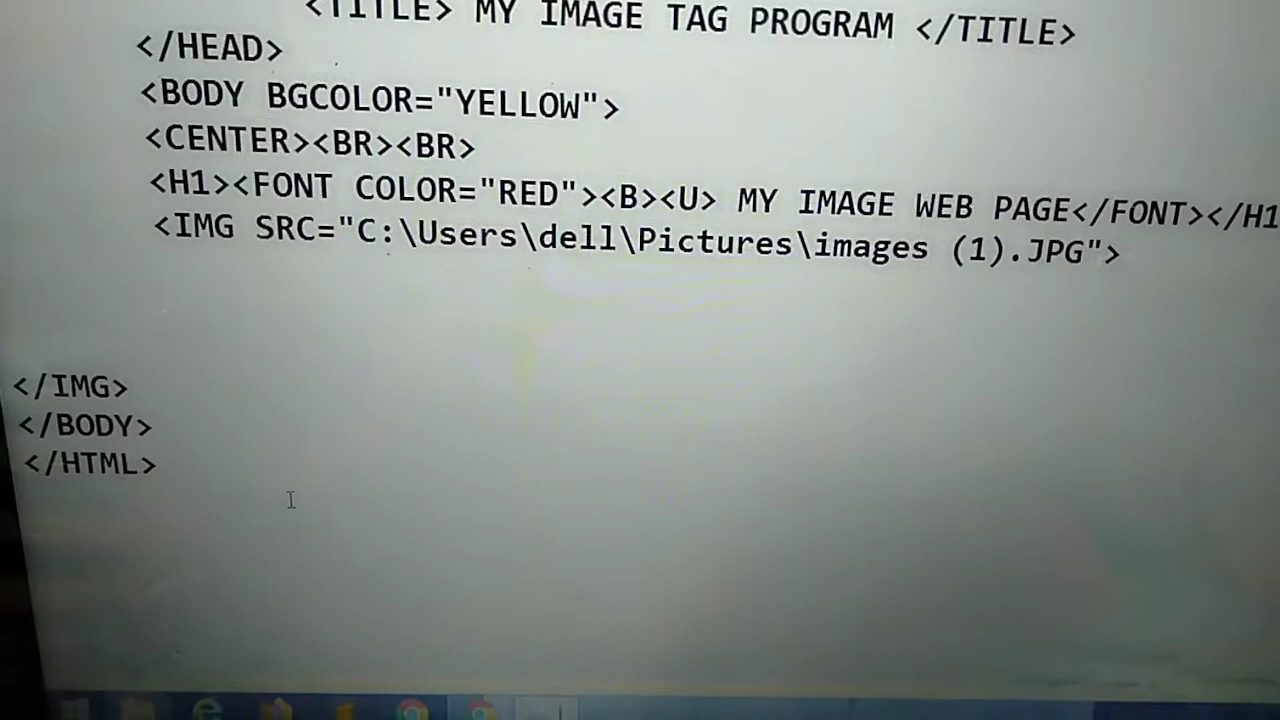 <TITLE> MY IMAGE TAG PROGRAM </TITLE>
</HEAD>
<BODY BGCOLOR="YELLOW">
<CENTER><BR><BR>
<H1><FONT COLOR="RED"><B><U> MY IMAGE WEB PAGE</FONT></H1
<IMG SRC="C:\Users\dell\Pictures\images (1).JPG">
</IMG>
</BODY>
</HTML>